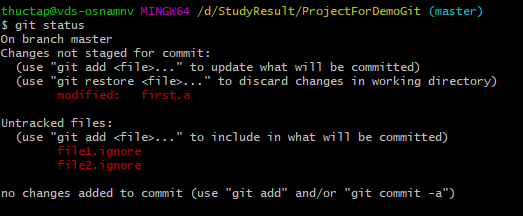 thuctap@vds-osnamnv MINGW64 /d/StudyResult/ProjectForDemoGit (master)
$ git status
On branch master
Changes not staged for commit:
  (use "git add <file>..." to update what will be committed)
  (use "git restore <file>..." to discard changes in working directory)
        modified:   first.a

Untracked files:
  (use "git add <file>..." to include in what will be committed)
        file1.ignore
        file2.ignore

no changes added to commit (use "git add" and/or "git commit -a")